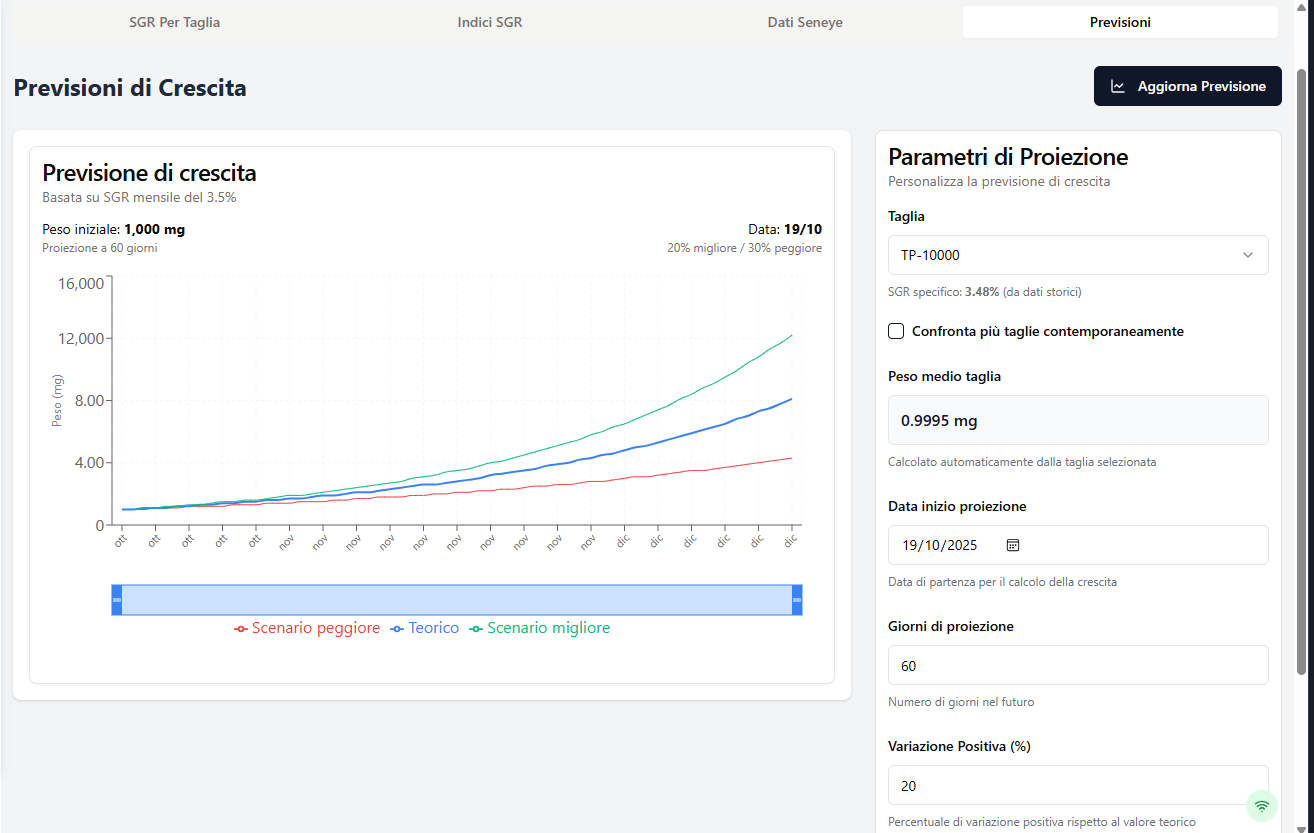 SGR Per Taglia
Indici SGR
Dati Seneye
Previsioni
Previsioni di Crescita
Aggiorna Previsione
Previsione di crescita
Basata su SGR mensile del 3.5%
Peso iniziale: 1,000 mg
Data: 19/10
Proiezione a 60 giorni
20% migliore / 30% peggiore
16,000
12,000
8.00
4.00
0
Peso (mg)
ott
ott
ott
ott
ott
nov
nov
nov
nov
nov
nov
nov
nov
nov
nov
dic
dic
dic
dic
dic
dic
Scenario peggiore
Teorico
Scenario migliore
Parametri di Proiezione
Personalizza la previsione di crescita
Taglia
TP-10000
SGR specifico: 3.48% (da dati storici)
Confronta più taglie contemporaneamente
Peso medio taglia
0.9995 mg
Calcolato automaticamente dalla taglia selezionata
Data inizio proiezione
19/10/2025
Data di partenza per il calcolo della crescita
Giorni di proiezione
60
Numero di giorni nel futuro
Variazione Positiva (%)
20
Percentuale di variazione positiva rispetto al valore teorico